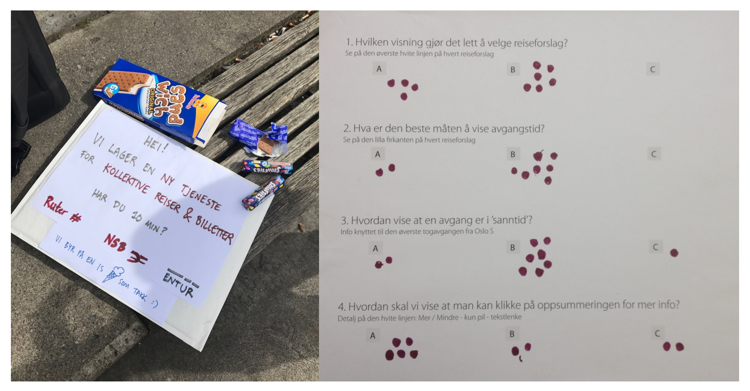 sand
wich
HEI!
VI LAGER EN NY TJENESTE
FOR KOLLEKTIVE REISER & BILLETTER
HAR DU 10 MIN?
Ruter #
NSB
ENTUR
VI BYR PÅ EN IS SOM TAKK :)
1. Hvilken visning gjør det lett å velge reiseforslag?
Se på den øverste hvite linjen på hvert reiseforslag
A B C
2. Hva er den beste måten å vise avgangstid?
Se på den lilla firkanten på hvert reiseforslag
A B C
3. Hvordan vise at en avgang er i 'sanntid'?
Info knyttet til den øverste togavgangen fra Oslo S
A B C
4. Hvordan skal vi vise at man kan klikke på oppsummeringen for mer info?
Detalj på den hvite linjen: Mer / Mindre - kun pil - tekstlenke
A B C